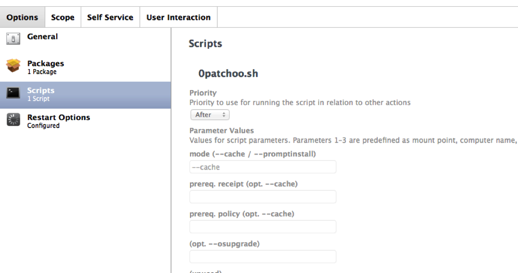 Options
Scope
Self Service
User Interaction
General
Packages
1 Package
Scripts
1 Script
Restart Options
Configured
Scripts
0patchoo.sh
Priority
Priority to use for running the script in relation to other actions
After
Parameter Values
Values for script parameters. Parameters 1-3 are predefined as mount point, computer name,
mode (--cache / --promptinstall)
--cache
prereq. receipt (opt. --cache)
prereq. policy (opt. --cache)
(opt. --osupgrade)